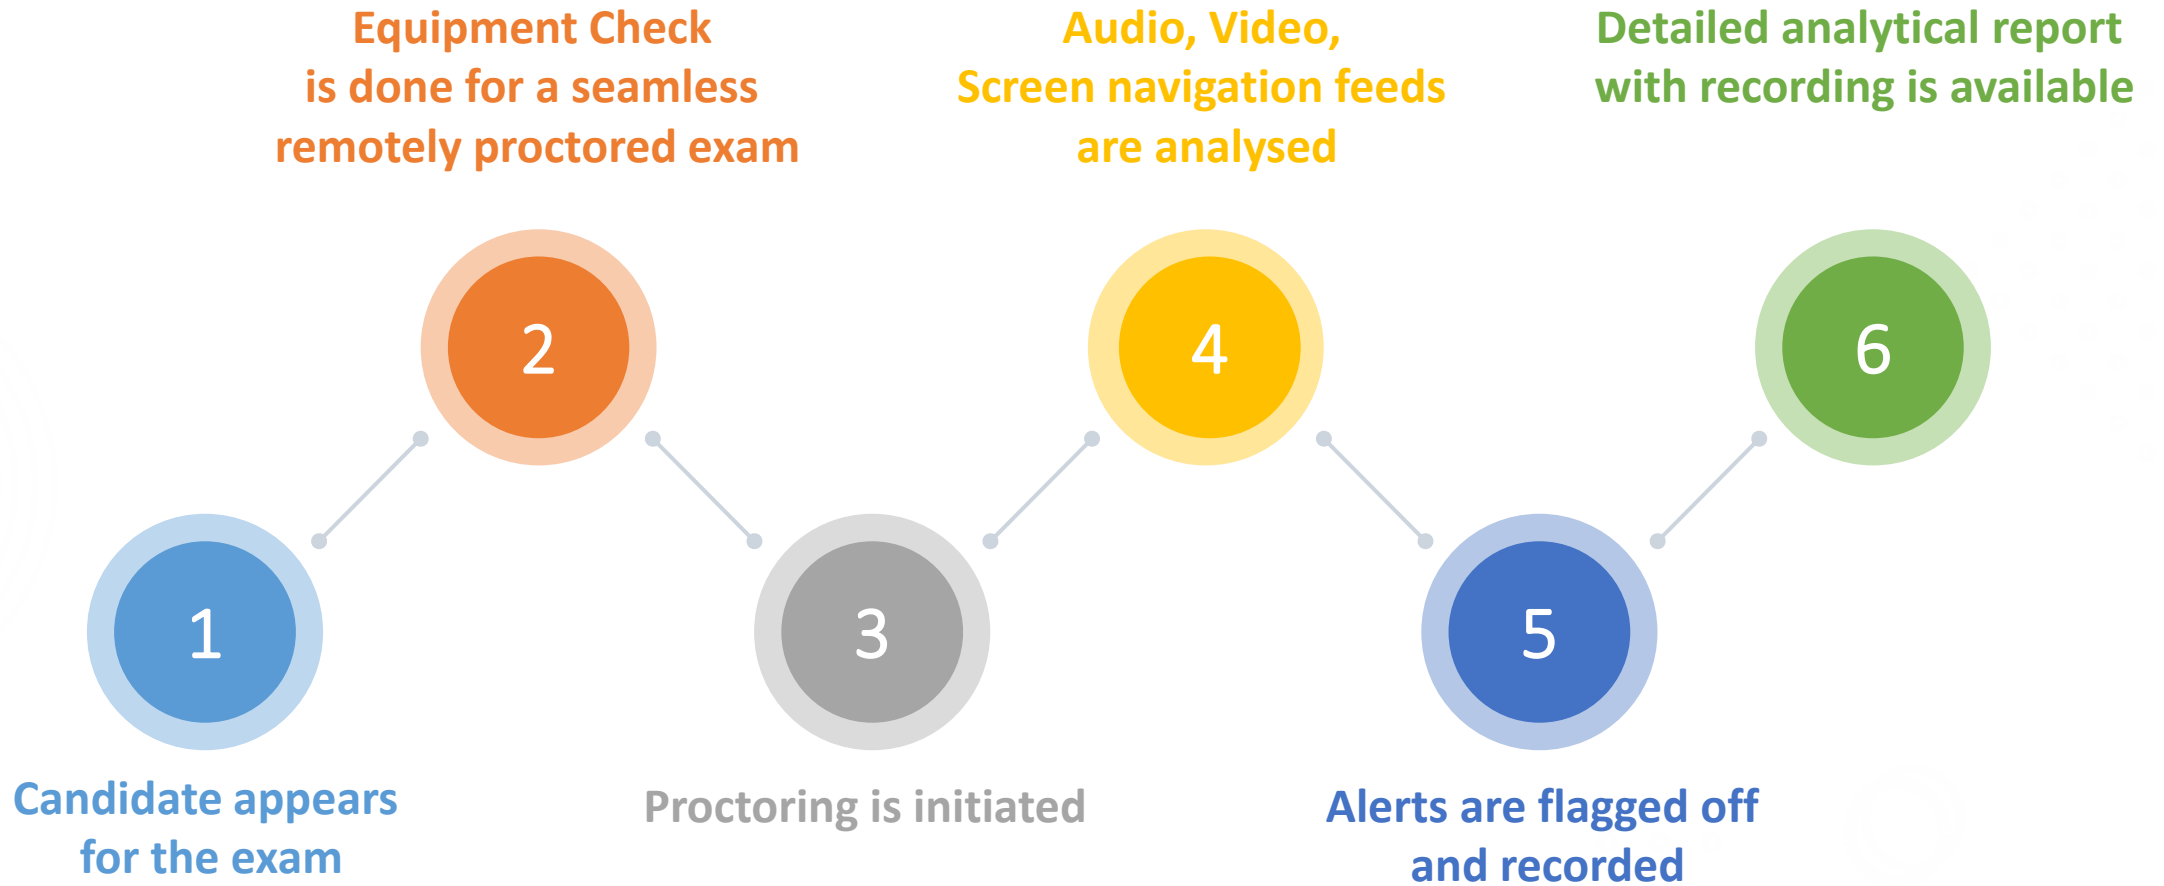 Equipment Check
is done for a seamless
remotely proctored exam
Audio, Video,
Screen navigation feeds
are analysed
Detailed analytical report
with recording is available
2
4
6
1
3
5
Candidate appears
for the exam
Proctoring is initiated
Alerts are flagged off
and recorded